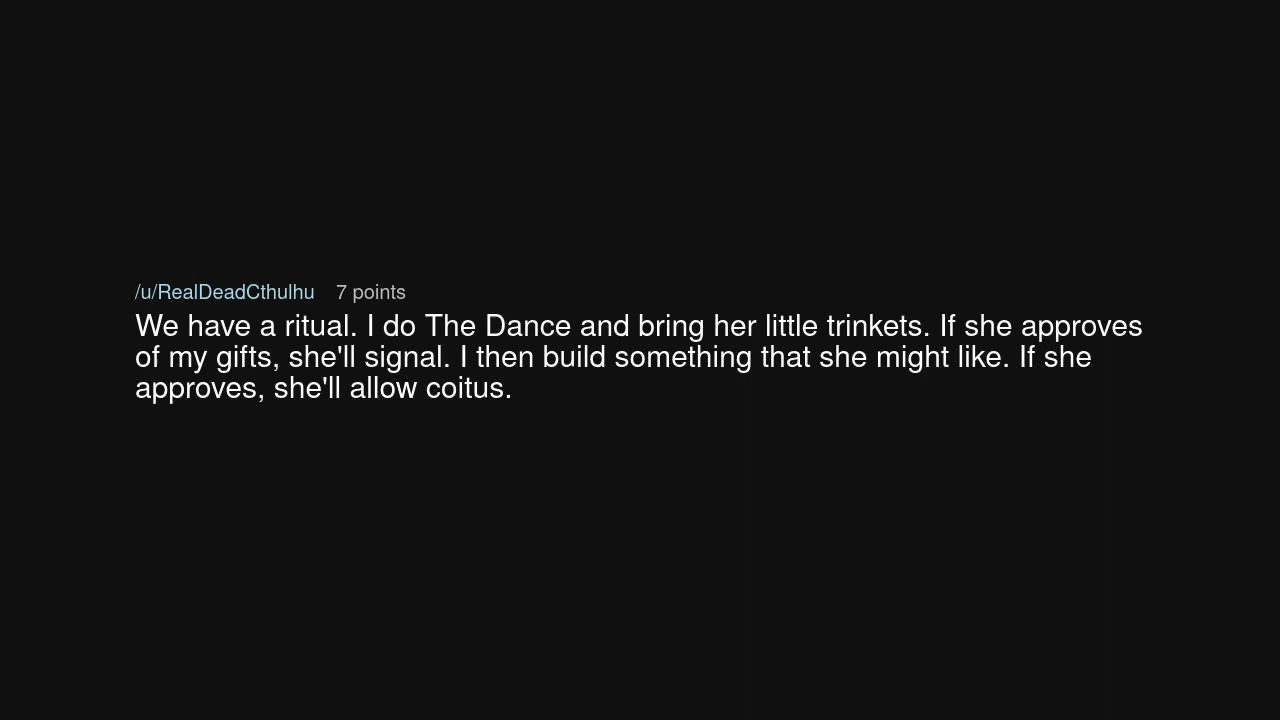 /u/RealDeadCthulhu 7 points
We have a ritual. I do The Dance and bring her little trinkets. If she approves
of my gifts, she'll signal. I then build something that she might like. If she
approves, she'll allow coitus.